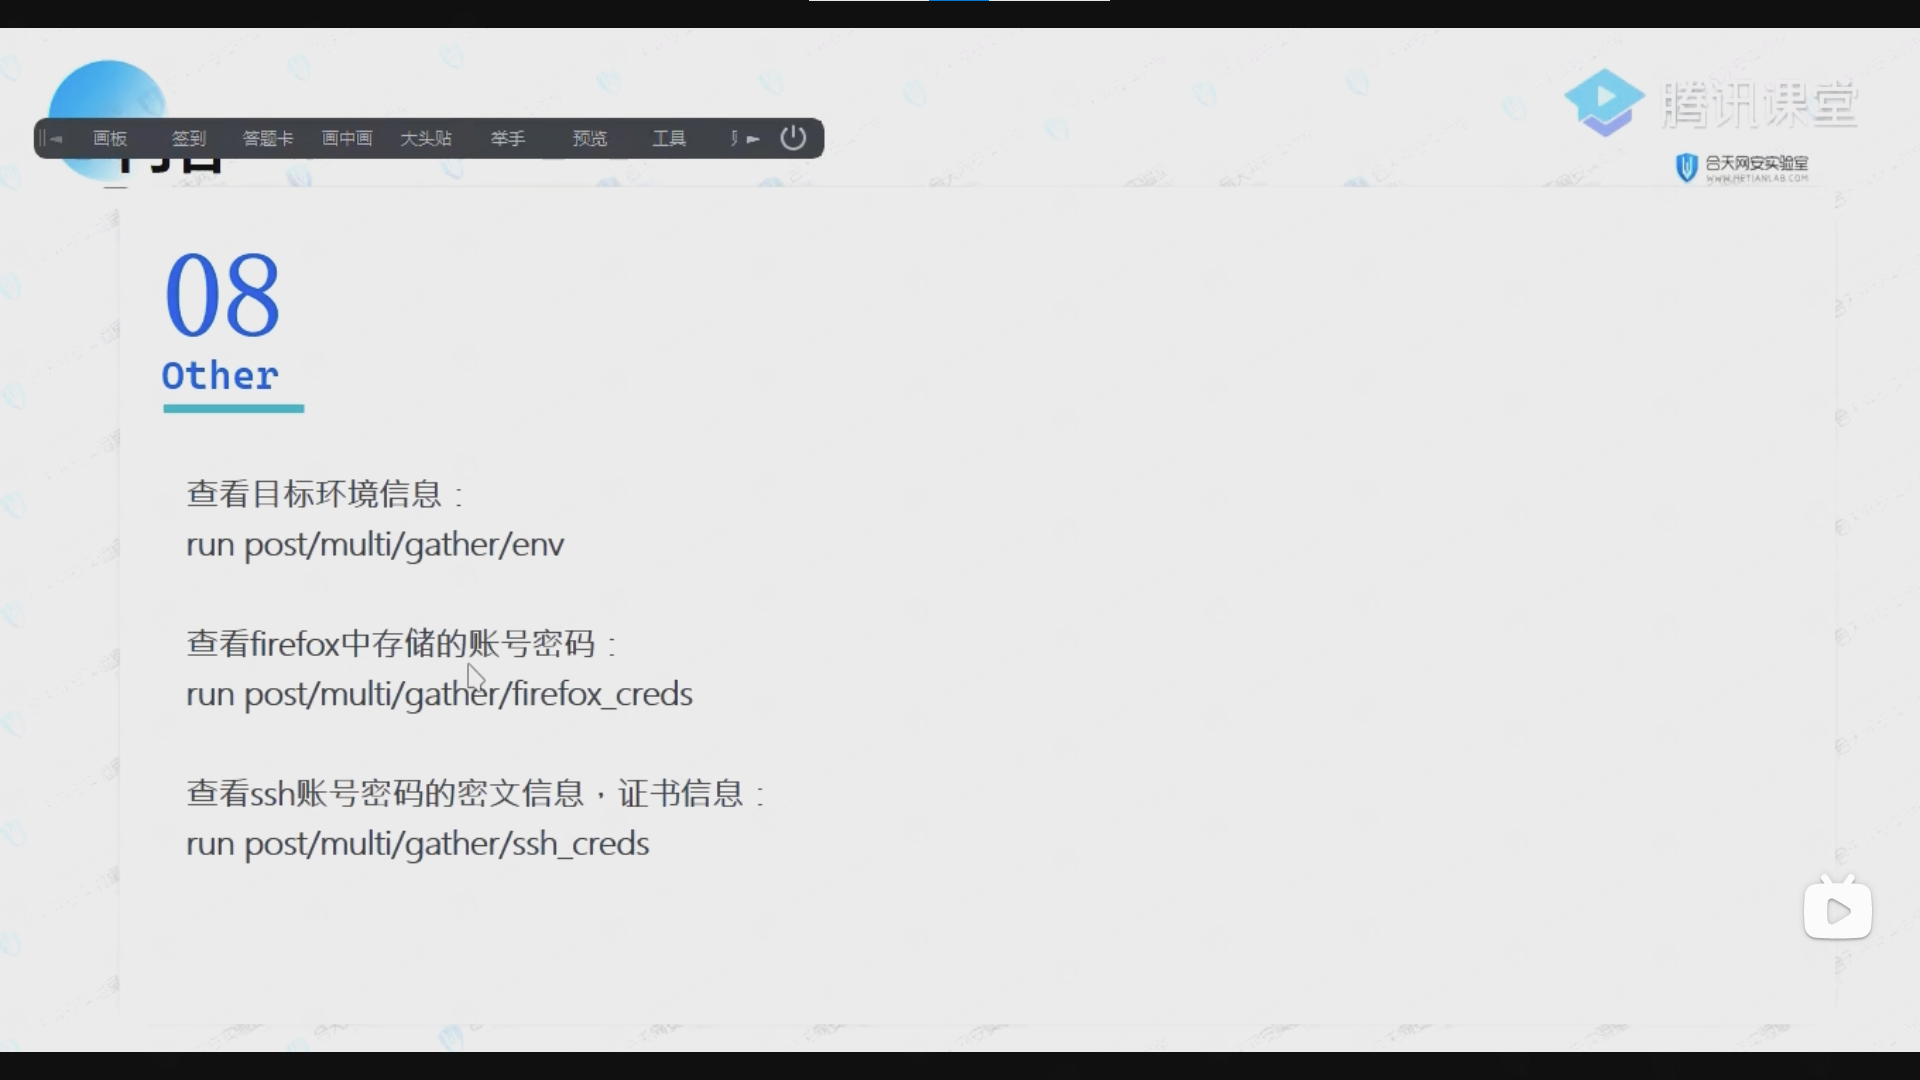 腾讯课堂
画板 签到 答题卡 画中画 大头贴 举手 预览 工具
合天网安实验室
WWW.HETIANLAB.COM
08
Other
查看目标环境信息：
run post/multi/gather/env
查看firefox中存储的账号密码：
run post/multi/gather/firefox_creds
查看ssh账号密码的密文信息，证书信息：
run post/multi/gather/ssh_creds